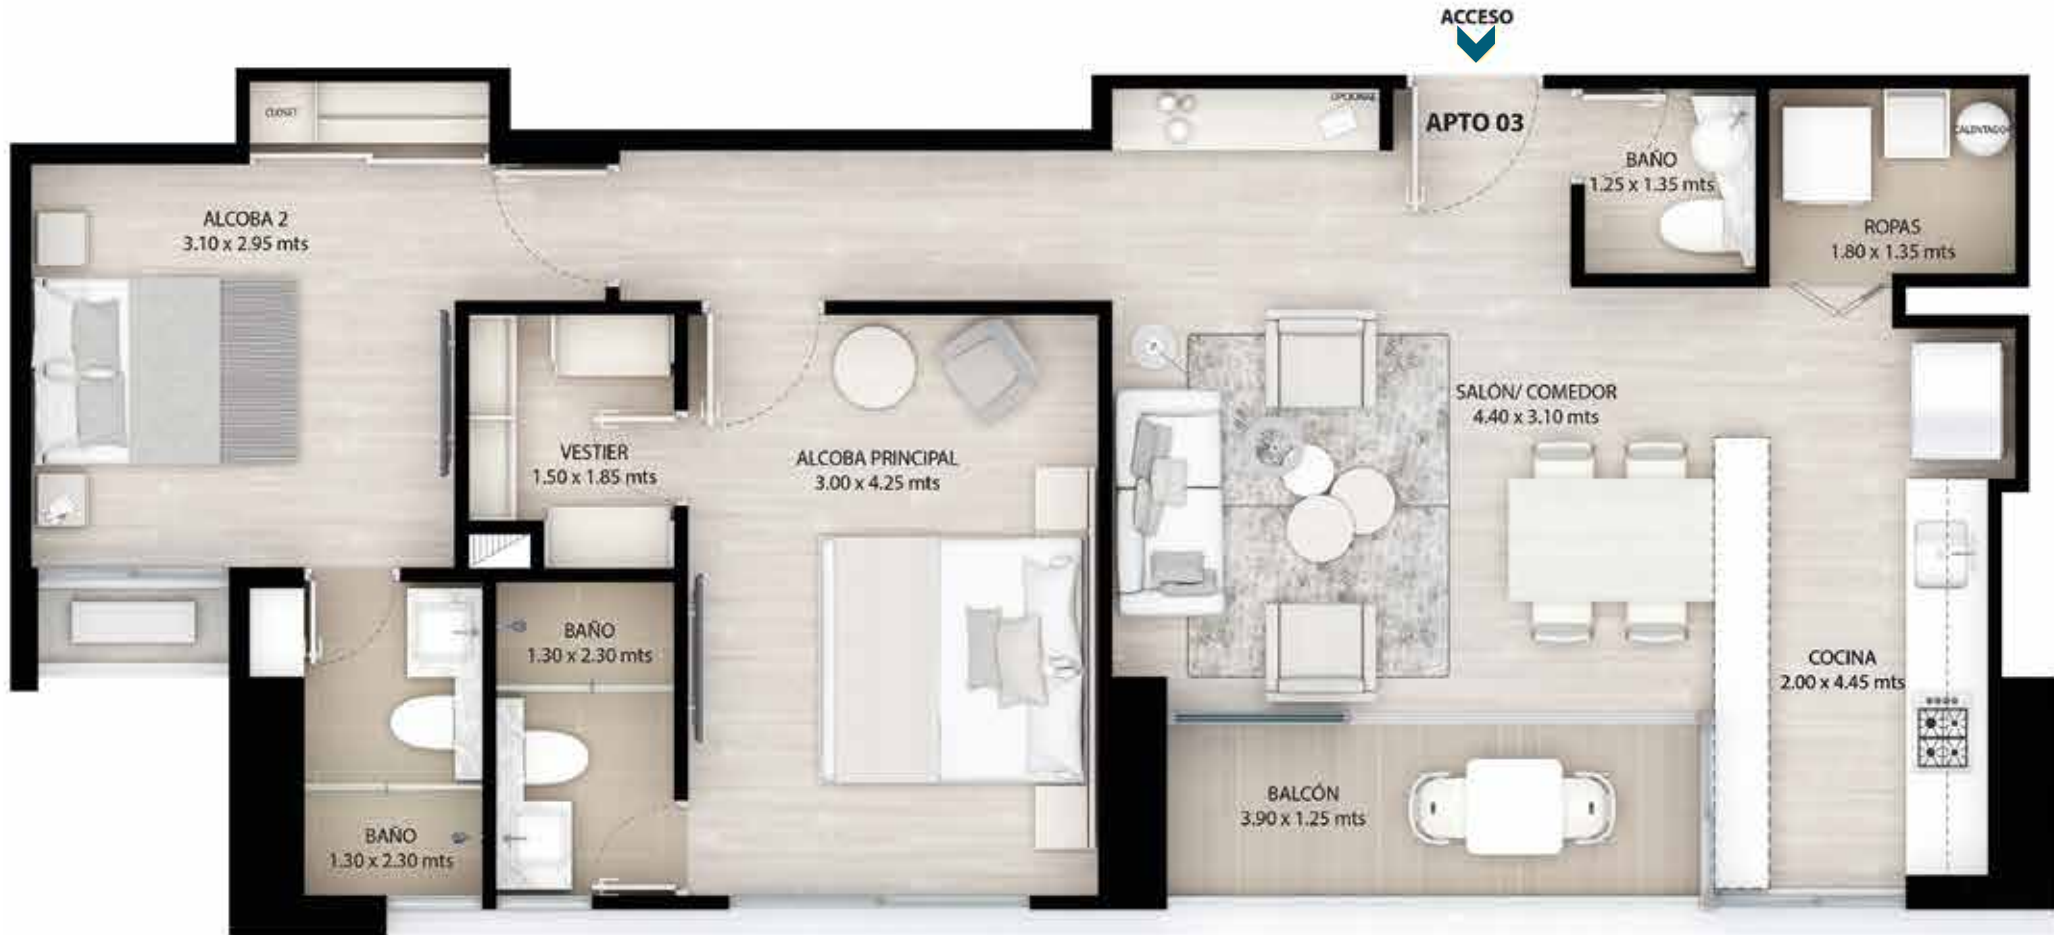 ACCESO
CLOSET
OPCIONAL
APTO 03
CALENTADOR
BAÑO
1.25 x 1.35 mts
ALCOBA 2
3.10 x 2.95 mts
ROPAS
1.80 x 1.35 mts
SALÓN/ COMEDOR
4.40 x 3.10 mts
VESTIER
1.50 x 1.85 mts
ALCOBA PRINCIPAL
3.00 x 4.25 mts
BAÑO
1.30 x 2.30 mts
COCINA
2.00 x 4.45 mts
BALCÓN
3.90 x 1.25 mts
BAÑO
1.30 x 2.30 mts